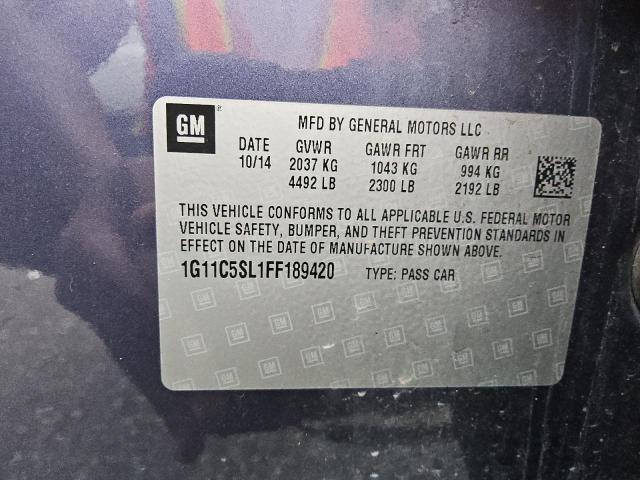 GM
MFD BY GENERAL MOTORS LLC
DATE GVWR GAWR FRT GAWR RR
10/14 2037 KG 1043 KG 994 KG
4492 LB 2300 LB 2192 LB
THIS VEHICLE CONFORMS TO ALL APPLICABLE U.S. FEDERAL MOTOR
VEHICLE SAFETY, BUMPER, AND THEFT PREVENTION STANDARDS IN
EFFECT ON THE DATE OF MANUFACTURE SHOWN ABOVE.
1G11C5SL1FF189420 TYPE: PASS CAR